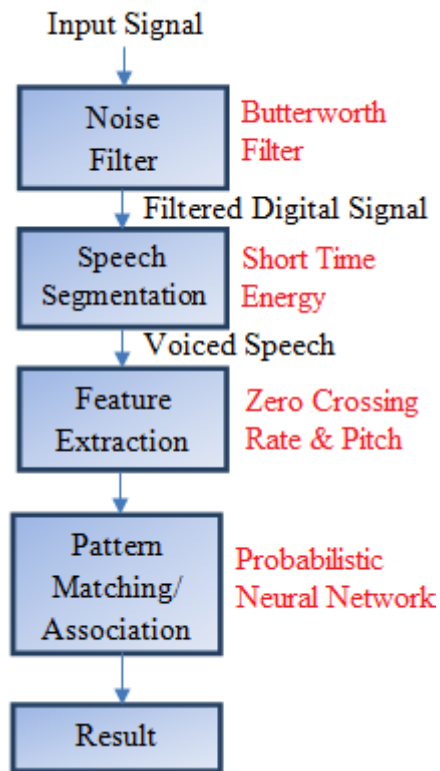 Input Signal
Noise
Filter
Butterworth
Filter
Filtered Digital Signal
Speech
Segmentation
Short Time
Energy
Voiced Speech
Feature
Extraction
Zero Crossing
Rate & Pitch
Pattern
Matching/
Association
Probabilistic
Neural Network
Result